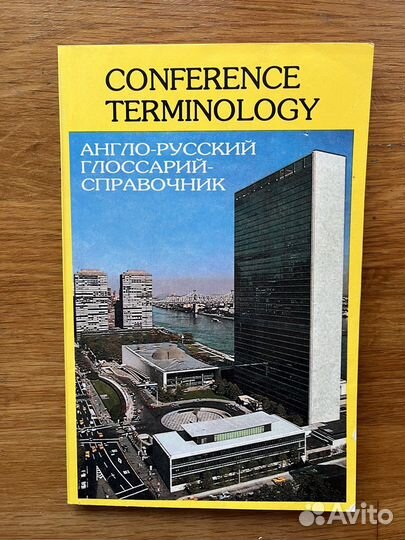 CONFERENCE
TERMINOLOGY
АНГЛО-РУССКИЙ
ГЛОССАРИЙ-
СПРАВОЧНИК
Avito